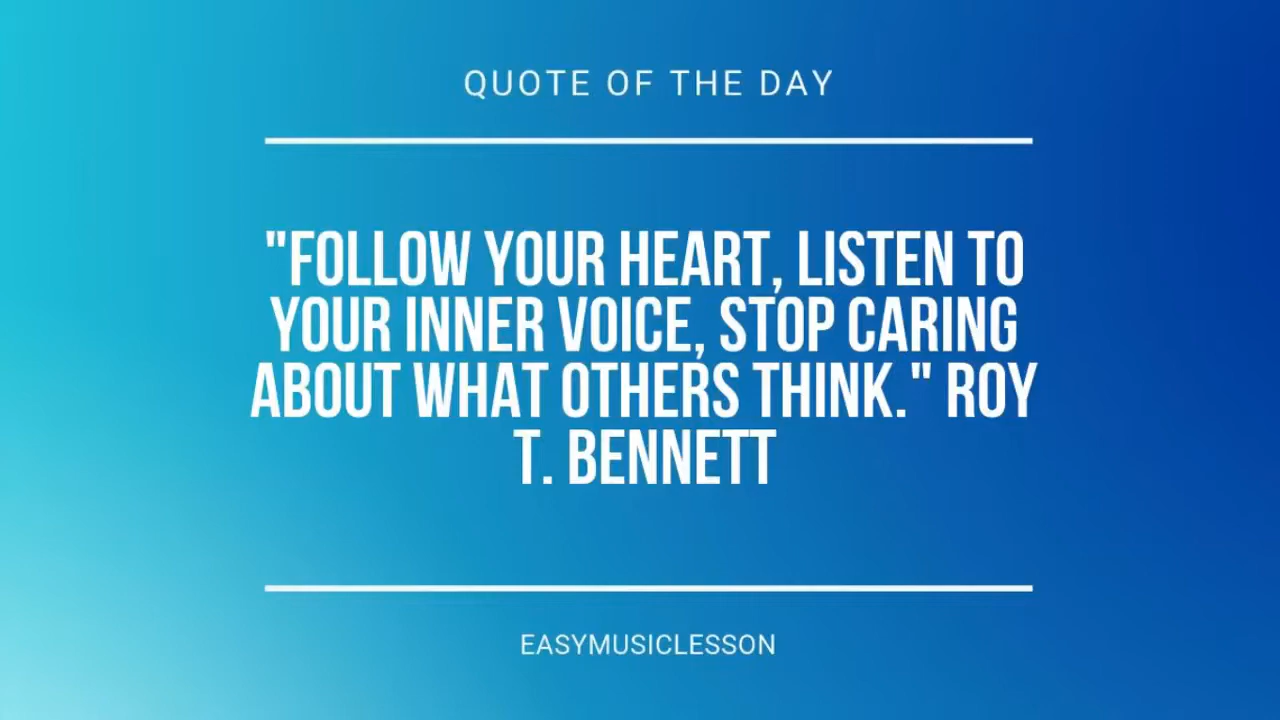 QUOTE OF THE DAY
"FOLLOW YOUR HEART, LISTEN TO
YOUR INNER VOICE, STOP CARING
ABOUT WHAT OTHERS THINK." ROY
T. BENNETT
EASYMUSICLESSON